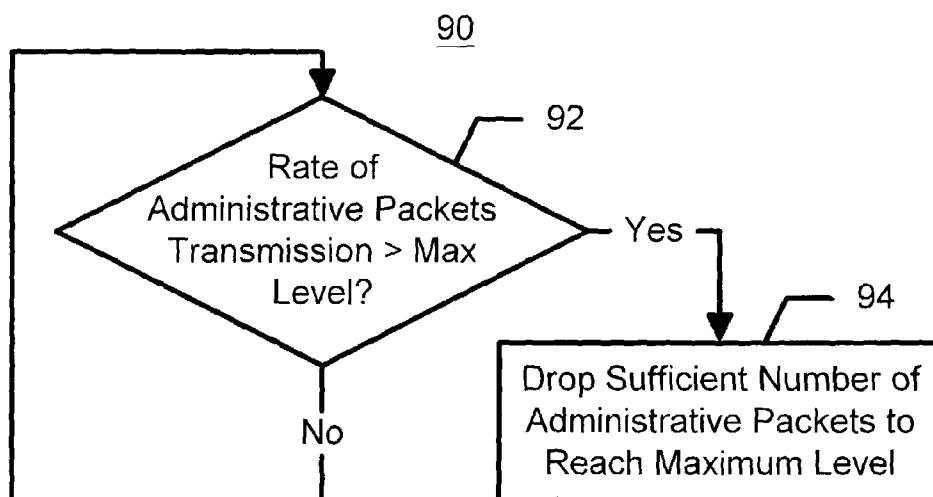 90
92
Rate of
Administrative Packets
Transmission > Max
Level?
Yes
94
Drop Sufficient Number of
Administrative Packets to
Reach Maximum Level
No